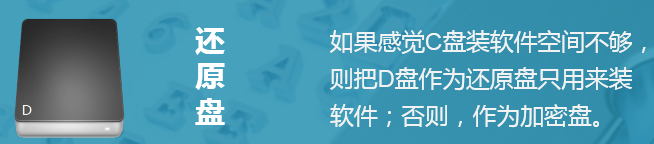 D
还原盘
如果感觉C盘装软件空间不够，
则把D盘作为还原盘只用来装
软件；否则，作为加密盘。